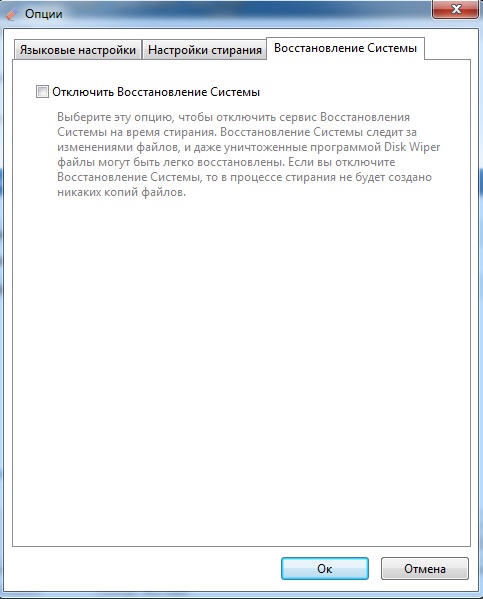 Опции
Языковые настройки Настройки стирания Восстановление Системы
Отключить Восстановление Системы
Выберите эту опцию, чтобы отключить сервис Восстановления
Системы на время стирания. Восстановление Системы следит за
изменениями файлов, и даже уничтоженные программой Disk Wiper
файлы могут быть легко восстановлены. Если вы отключите
Восстановление Системы, то в процессе стирания не будет создано
никаких копий файлов.
Ок Отмена